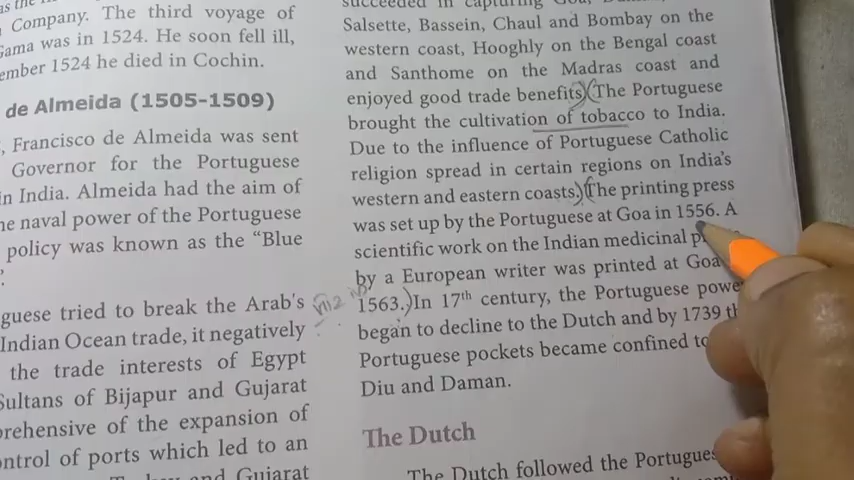 Company. The third voyage of
Gama was in 1524. He soon fell ill,
ember 1524 he died in Cochin.
de Almeida (1505-1509)
, Francisco de Almeida was sent
Governor for the Portuguese
in India. Almeida had the aim of
he naval power of the Portuguese
policy was known as the “Blue
guese tried to break the Arab's
Indian Ocean trade, it negatively
the trade interests of Egypt
Sultans of Bijapur and Gujarat
prehensive of the expansion of
ontrol of ports which led to an
and Gujarat
succeeded in capturing
Salsette, Bassein, Chaul and Bombay on the
western coast, Hooghly on the Bengal coast
and Santhome on the Madras coast and
enjoyed good trade benefits. The Portuguese
brought the cultivation of tobacco to India.
Due to the influence of Portuguese Catholic
religion spread in certain regions on India's
western and eastern coasts. The printing press
was set up by the Portuguese at Goa in 1556. A
scientific work on the Indian medicinal
by a European writer was printed at Goa
1563. In 17th century, the Portuguese powe
began to decline to the Dutch and by 1739 th
Portuguese pockets became confined to
Diu and Daman.
The Dutch
The Dutch followed the Portugues